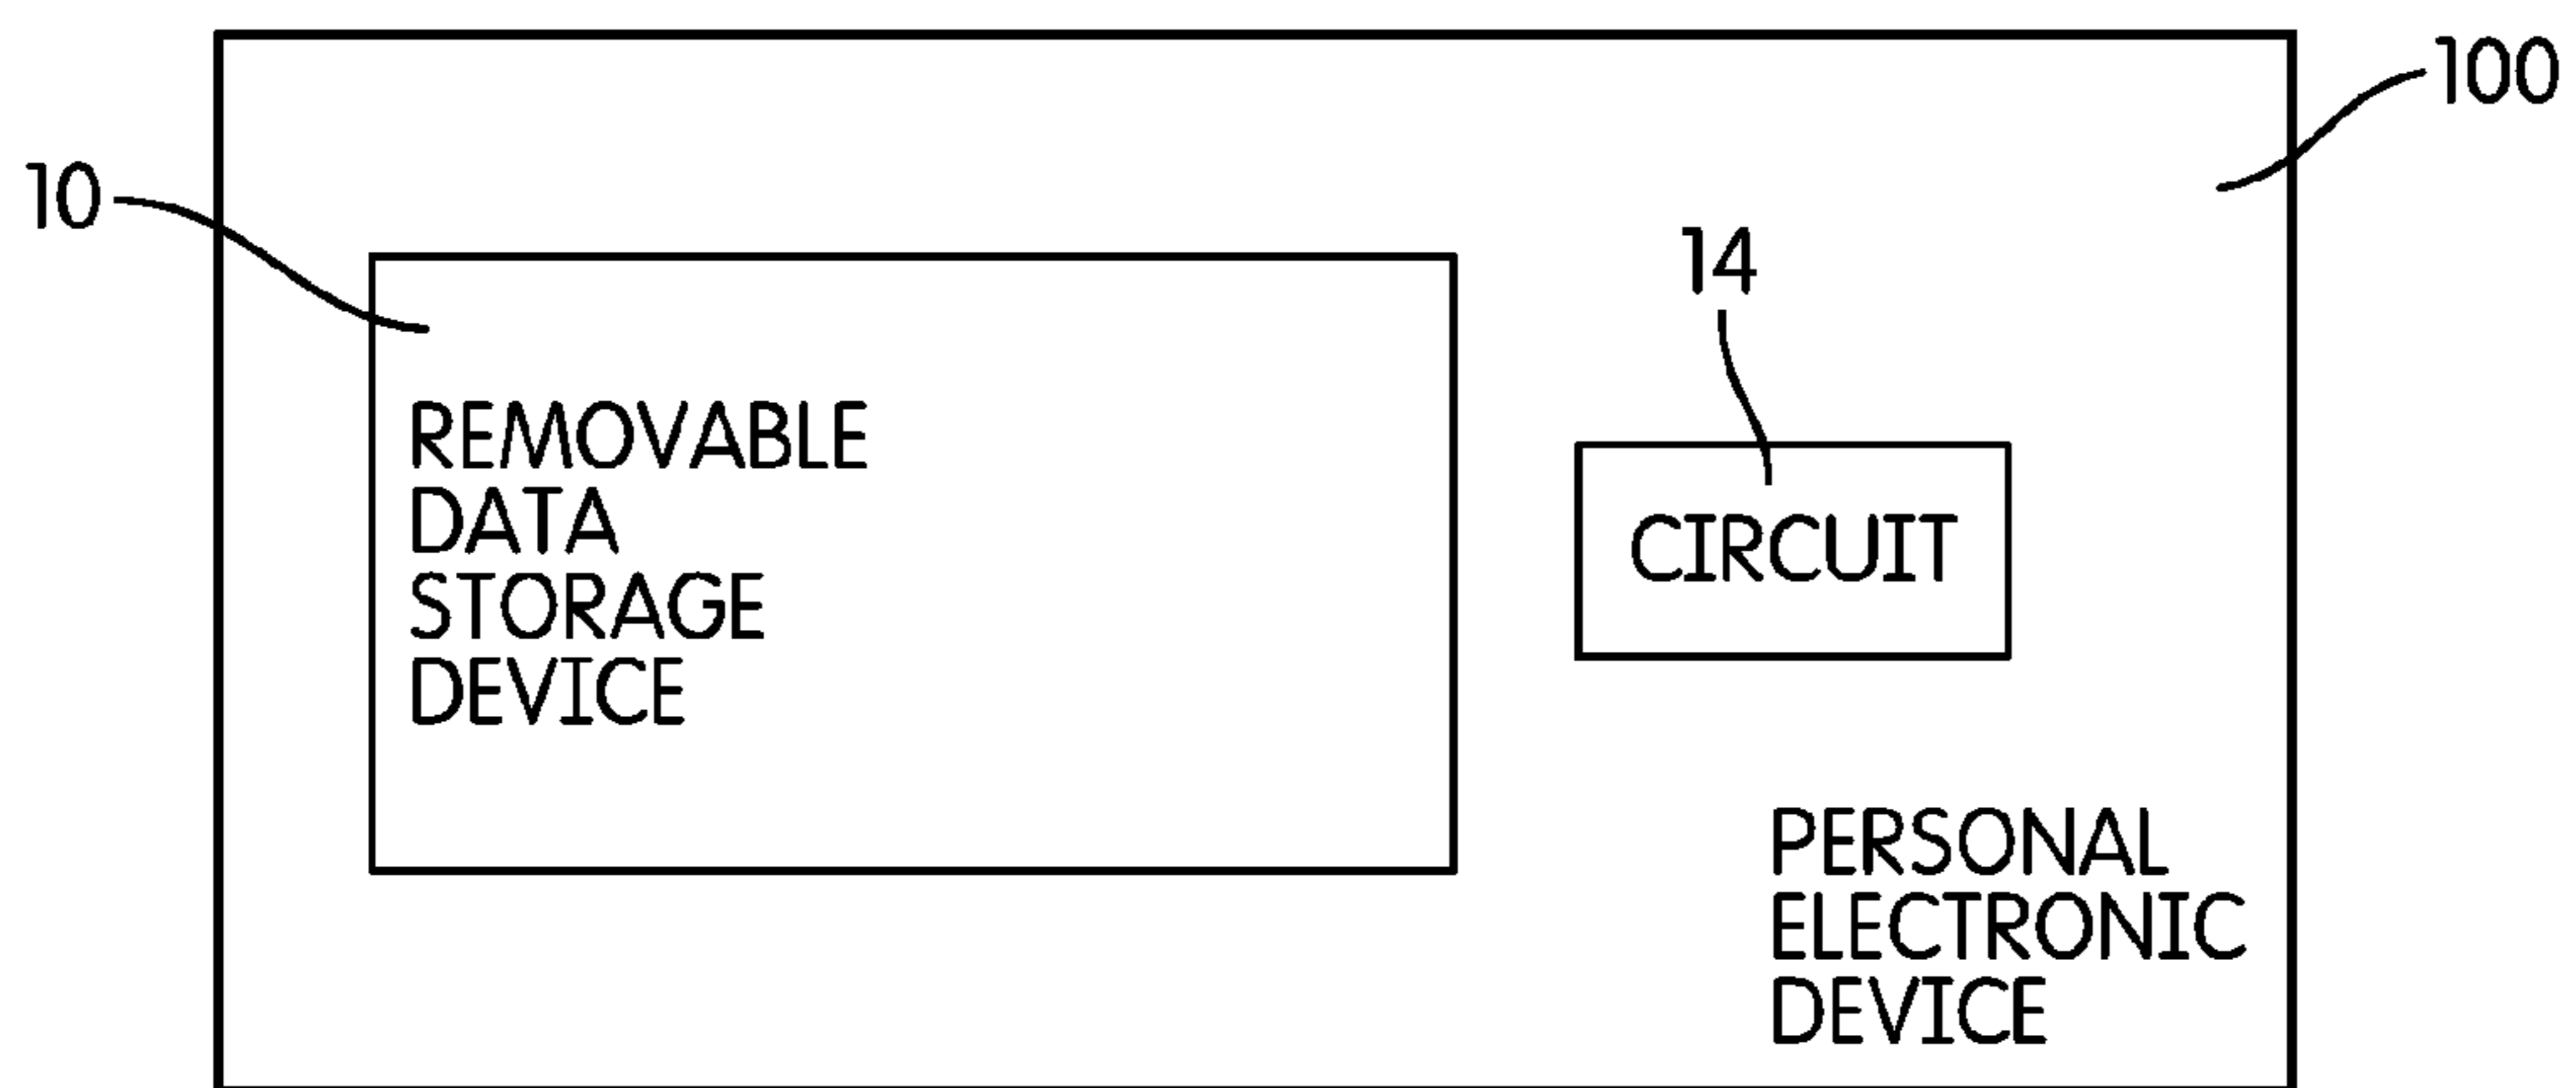 100
10
14
REMOVABLE
DATA
STORAGE
DEVICE
CIRCUIT
PERSONAL
ELECTRONIC
DEVICE